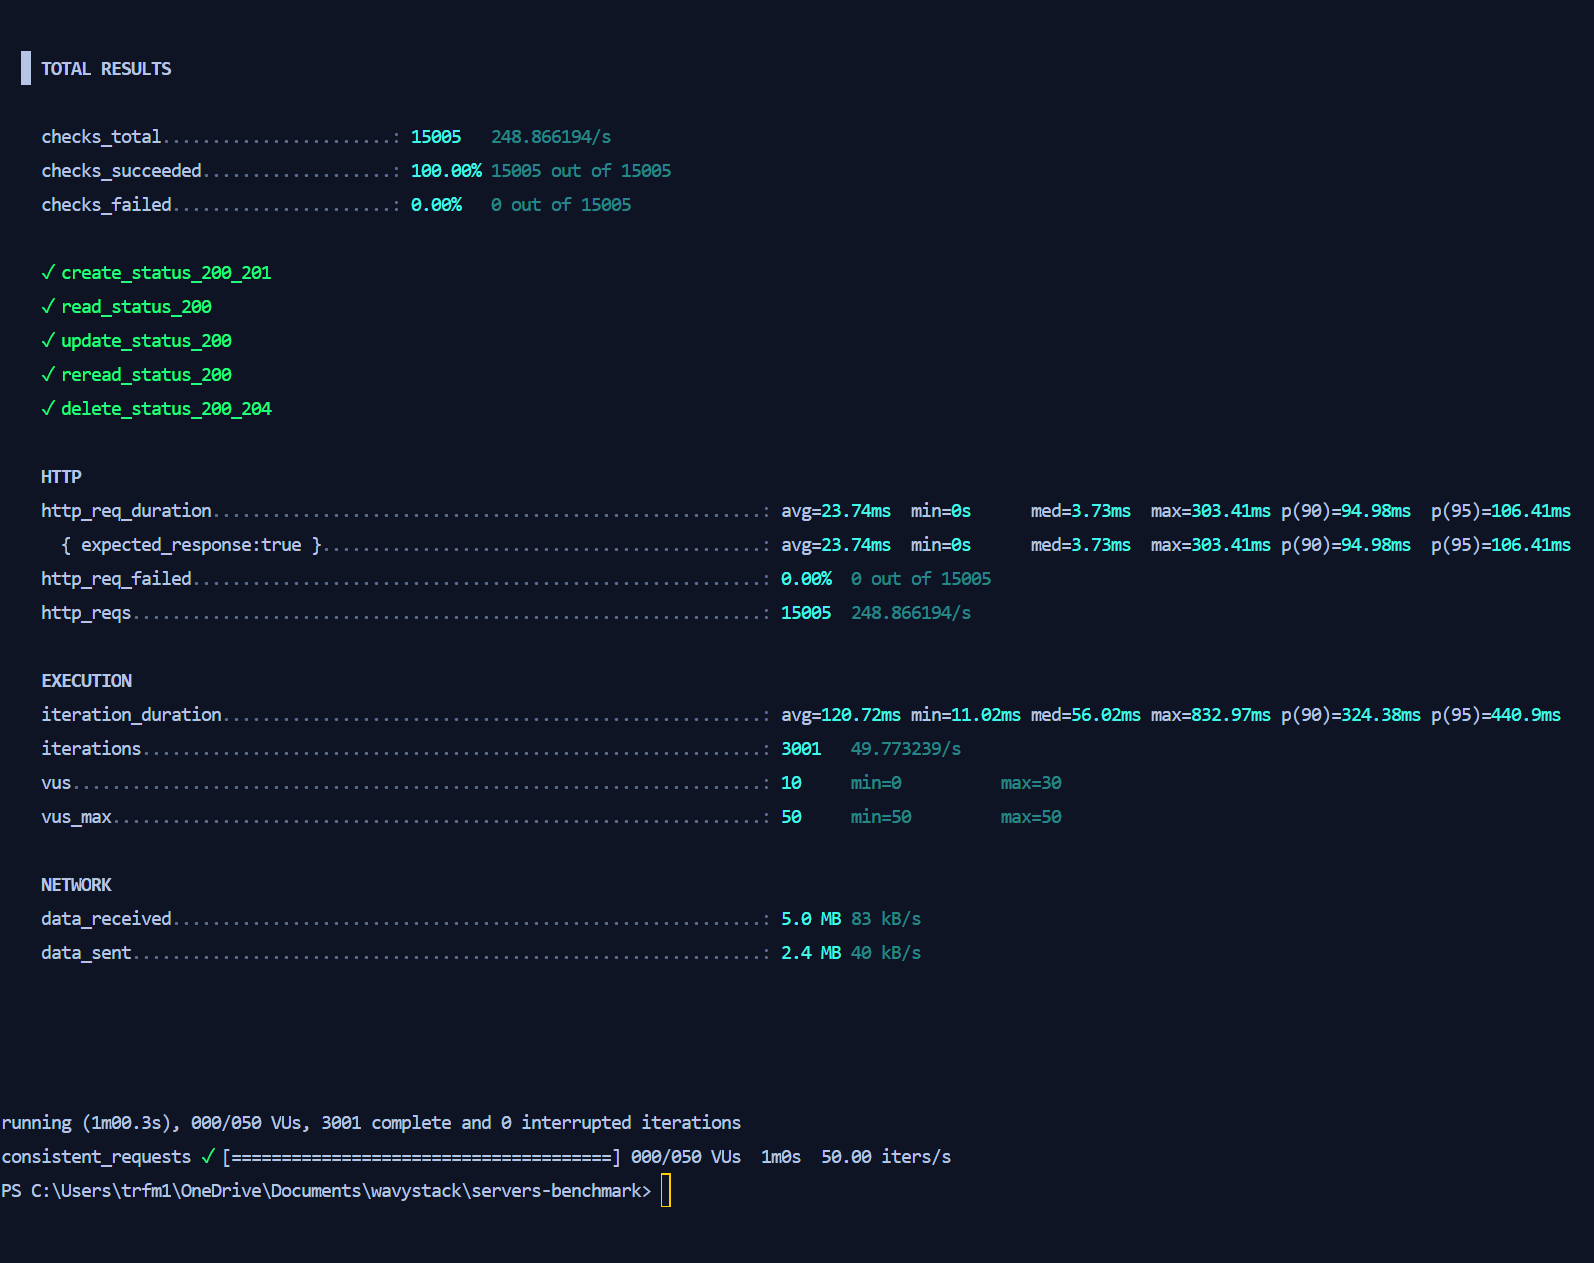 TOTAL RESULTS
checks_total.......................: 15005 248.866194/s
checks_succeeded...................: 100.00% 15005 out of 15005
checks_failed......................: 0.00% 0 out of 15005
✓ create_status_200_201
✓ read_status_200
✓ update_status_200
✓ reread_status_200
✓ delete_status_200_204
HTTP
http_req_duration.......................................................: avg=23.74ms min=0s med=3.73ms max=303.41ms p(90)=94.98ms p(95)=106.41ms
{ expected_response:true }............................................: avg=23.74ms min=0s med=3.73ms max=303.41ms p(90)=94.98ms p(95)=106.41ms
http_req_failed.........................................................: 0.00% 0 out of 15005
http_reqs...............................................................: 15005 248.866194/s
EXECUTION
iteration_duration......................................................: avg=120.72ms min=11.02ms med=56.02ms max=832.97ms p(90)=324.38ms p(95)=440.9ms
iterations..............................................................: 3001 49.773239/s
vus.....................................................................: 10 min=0 max=30
vus_max.................................................................: 50 min=50 max=50
NETWORK
data_received...........................................................: 5.0 MB 83 kB/s
data_sent...............................................................: 2.4 MB 40 kB/s
running (1m00.3s), 000/050 VUs, 3001 complete and 0 interrupted iterations
consistent_requests ✓ [======================================] 000/050 VUs 1m0s 50.00 iters/s
PS C:\Users\trfm1\OneDrive\Documents\wavystack\servers-benchmark>